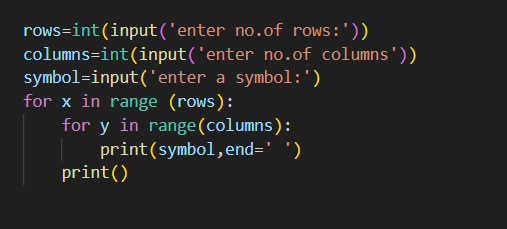 rows=int(input('enter no.of rows:'))
columns=int(input('enter no.of columns'))
symbol=input('enter a symbol:')
for x in range (rows):
    for y in range(columns):
        print(symbol,end=' ')
    print()